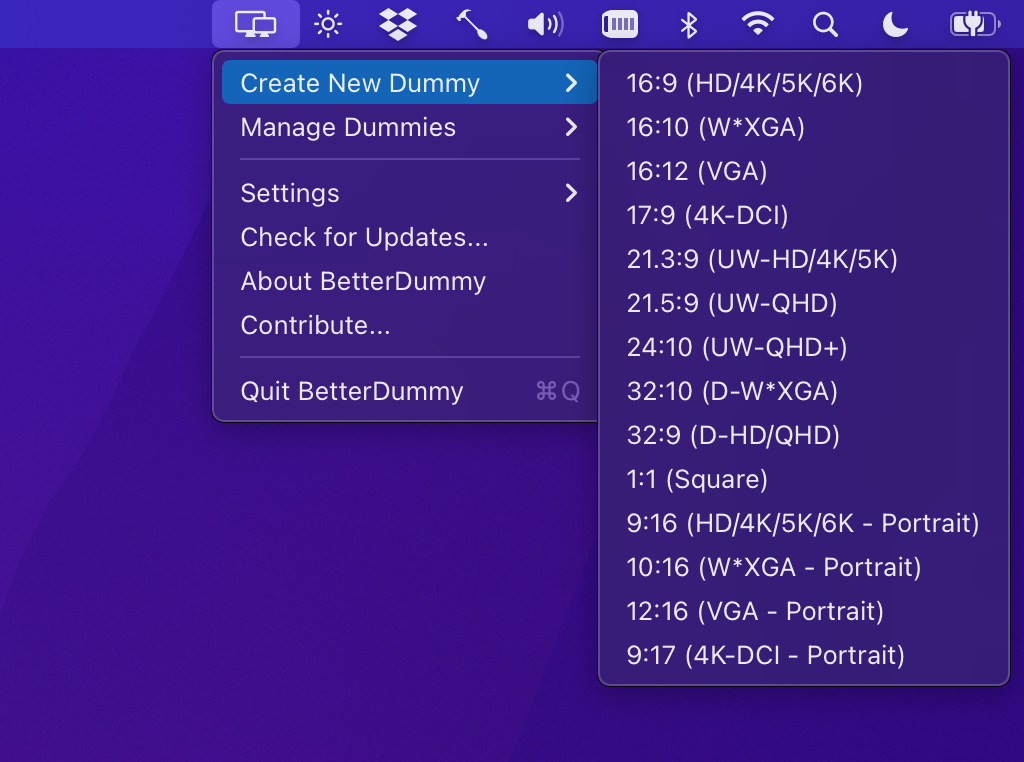 Create New Dummy
Manage Dummies
Settings
Check for Updates...
About BetterDummy
Contribute...
Quit BetterDummy ⌘Q
16:9 (HD/4K/5K/6K)
16:10 (W*XGA)
16:12 (VGA)
17:9 (4K-DCI)
21.3:9 (UW-HD/4K/5K)
21.5:9 (UW-QHD)
24:10 (UW-QHD+)
32:10 (D-W*XGA)
32:9 (D-HD/QHD)
1:1 (Square)
9:16 (HD/4K/5K/6K - Portrait)
10:16 (W*XGA - Portrait)
12:16 (VGA - Portrait)
9:17 (4K-DCI - Portrait)